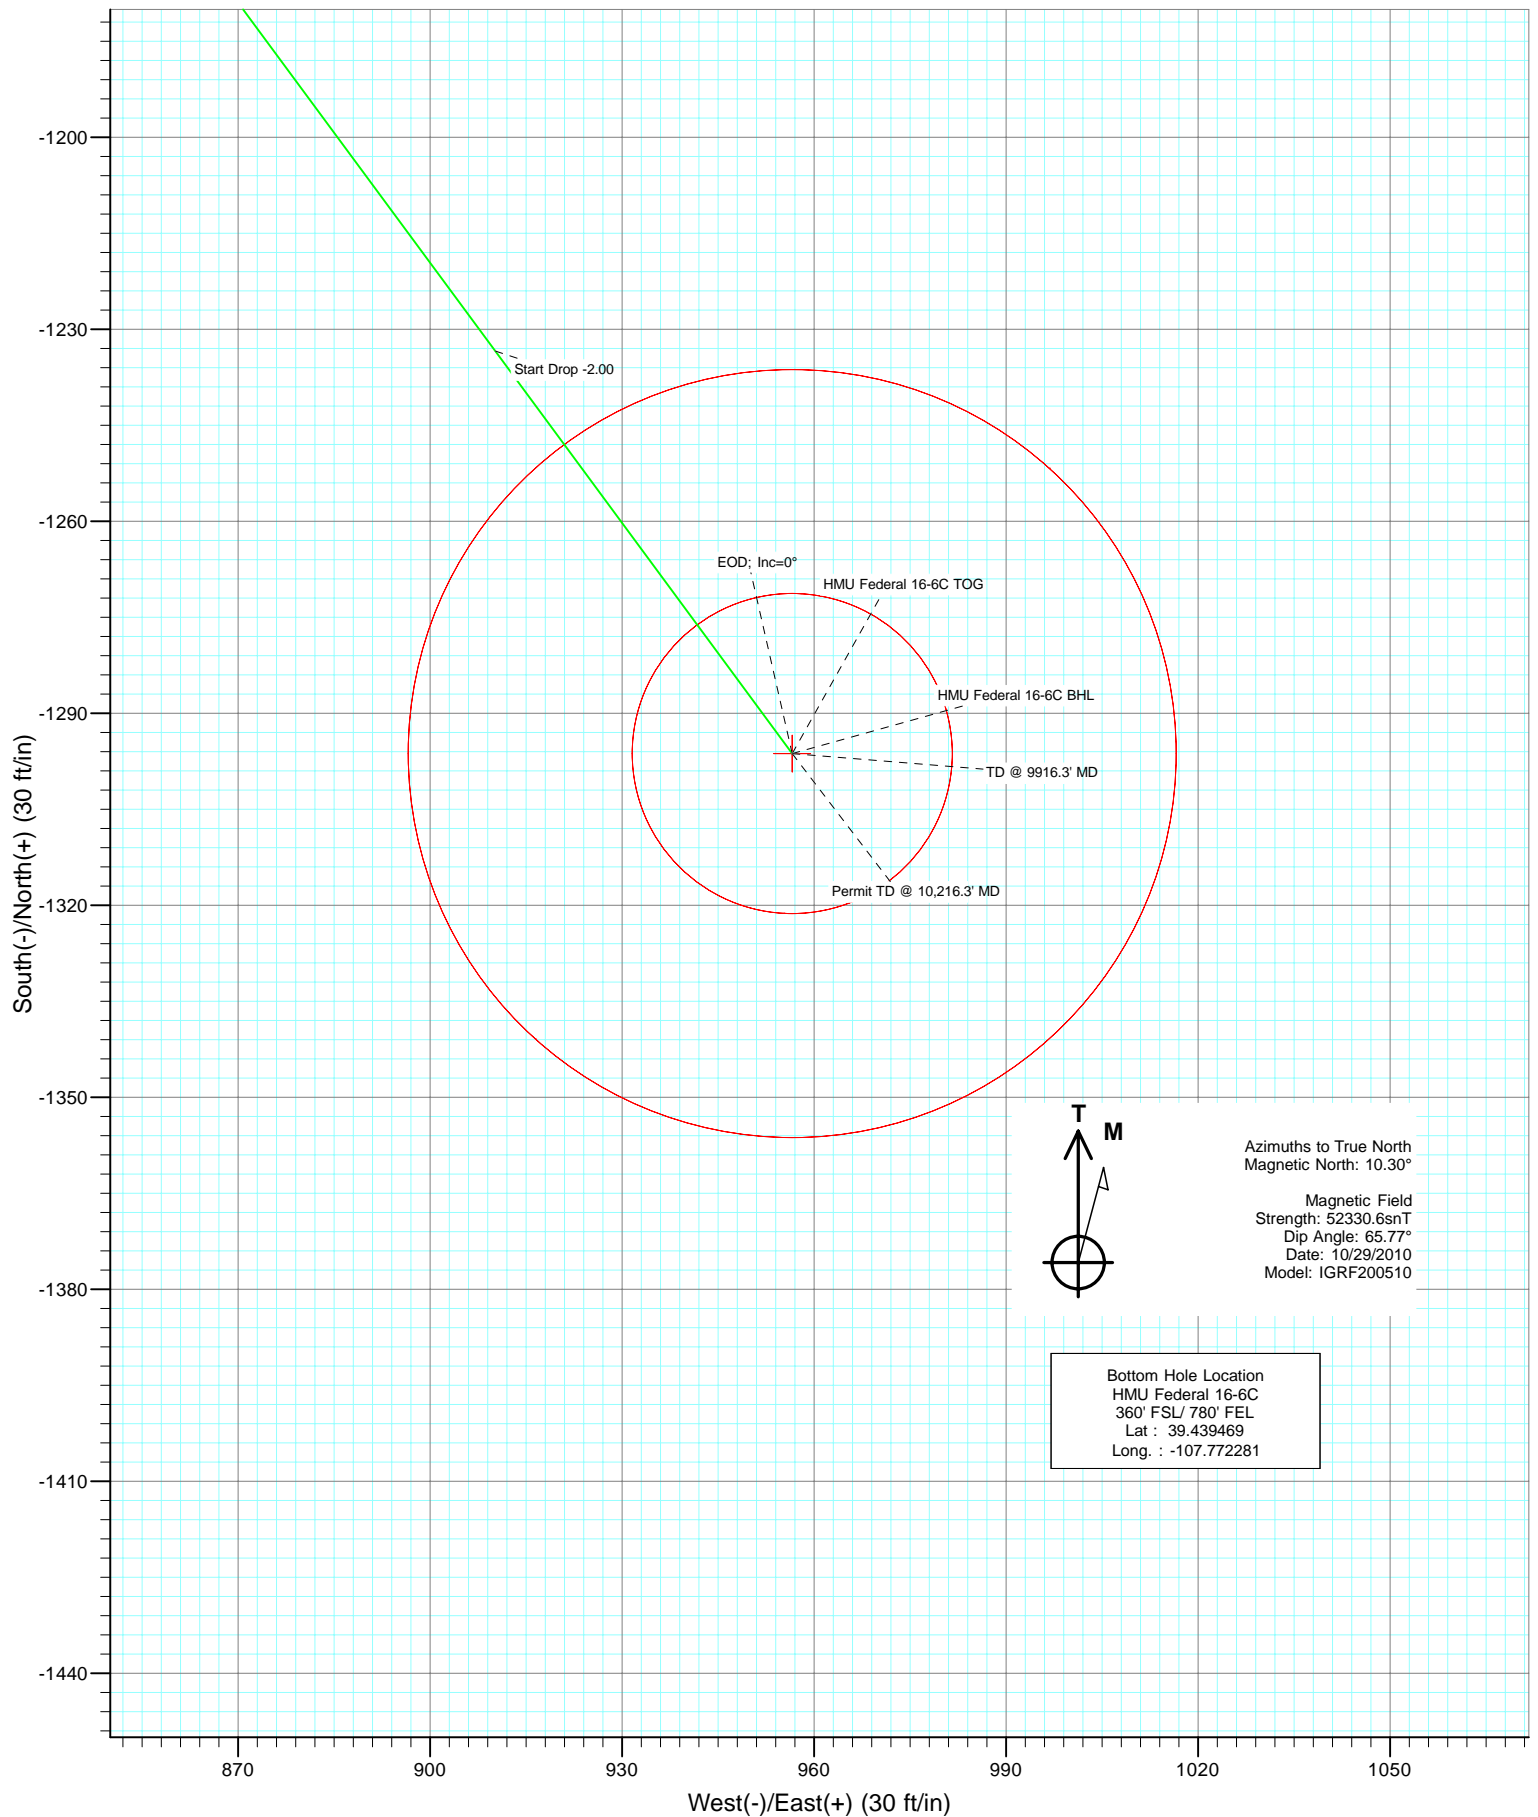 -1200
-1230
-1260
-1290
-1320
-1350
-1380
-1410
-1440
South(-)/North(+) (30 ft/in)
Start Drop -2.00
EOD; Inc=0°
HMU Federal 16-6C TOG
HMU Federal 16-6C BHL
TD @ 9916.3' MD
Permit TD @ 10,216.3' MD
T
M
Azimuths to True North
Magnetic North: 10.30°
Magnetic Field
Strength: 52330.6snT
Dip Angle: 65.77°
Date: 10/29/2010
Model: IGRF200510
Bottom Hole Location
HMU Federal 16-6C
360' FSL/ 780' FEL
Lat : 39.439469
Long. : -107.772281
870
900
930
960
990
1020
1050
West(-)/East(+) (30 ft/in)